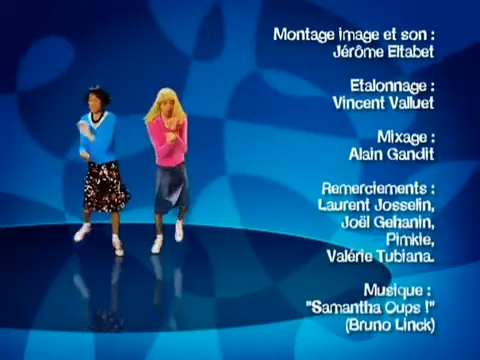 Montage image et son :
Jérôme Eltabet
Etalonnage :
Vincent Valluet
Mixage :
Alain Gandit
Remerciements :
Laurent Josselin,
Joël Gehanin,
Pimkie,
Valérie Tubiana.
Musique :
"Samantha Oups !"
(Bruno Linck)